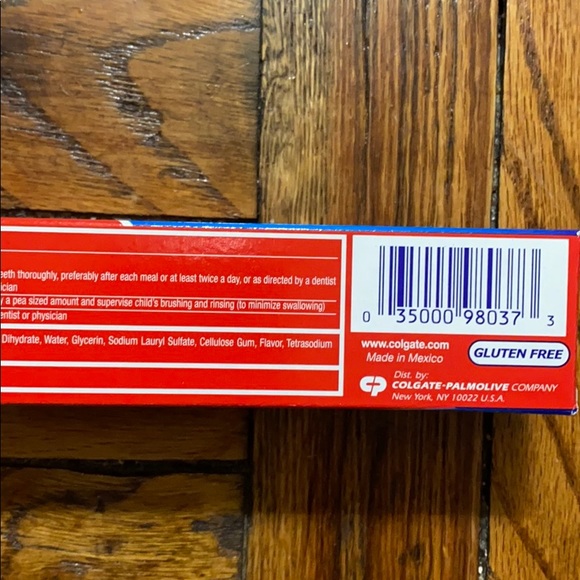 eeth thoroughly, preferably after each meal or at least twice a day, or as directed by a dentist
ician
y a pea sized amount and supervise child's brushing and rinsing (to minimize swallowing)
entist or physician
Dihydrate, Water, Glycerin, Sodium Lauryl Sulfate, Cellulose Gum, Flavor, Tetrasodium
0 35000 98037 3
www.colgate.com
Made in Mexico
GLUTEN FREE
Dist. by:
CP COLGATE-PALMOLIVE COMPANY
New York, NY 10022 U.S.A.